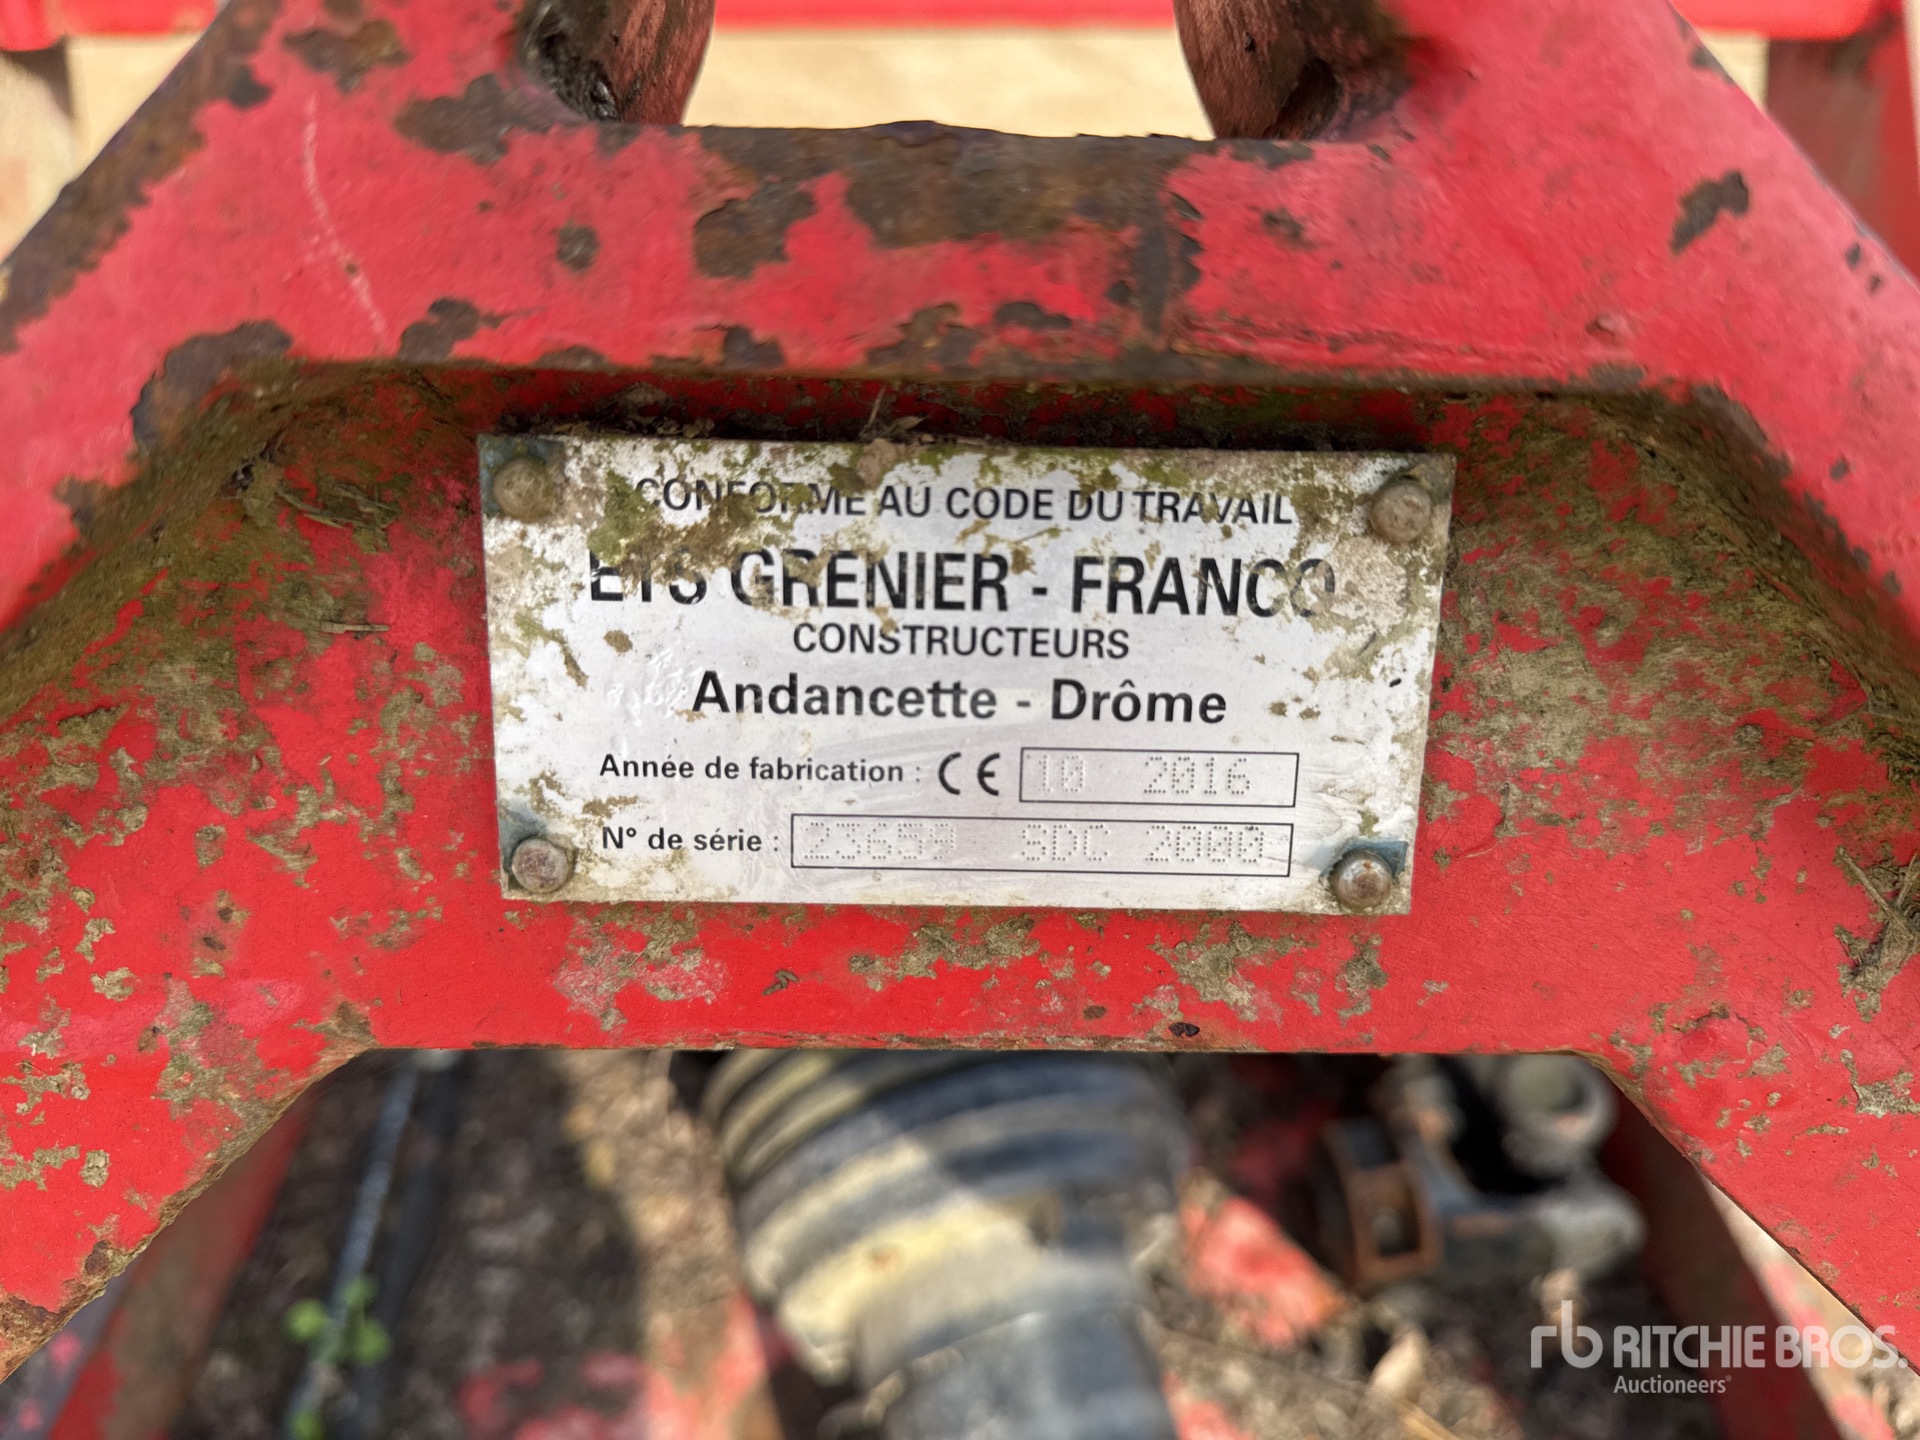 CONFORME AU CODE DU TRAVAIL
ETS GRENIER - FRANCO
CONSTRUCTEURS
Andancette - Drôme
Année de fabrication : CE 10 2016
N° de série : SDC 2000
rb RITCHIE BROS.
Auctioneers®